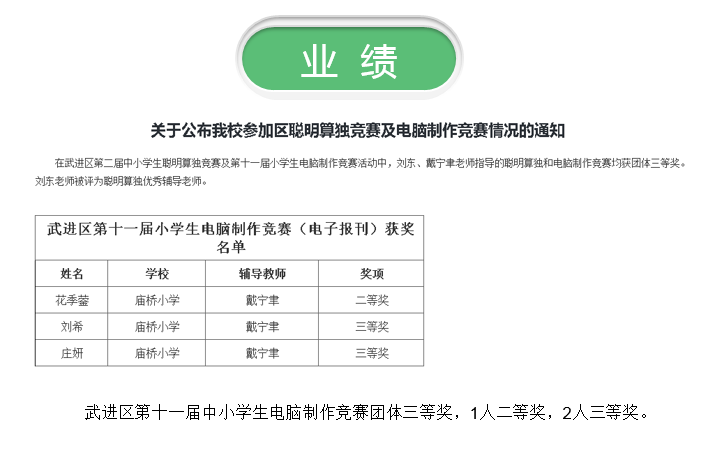 业 绩
关于公布我校参加区聪明算独竞赛及电脑制作竞赛情况的通知
在武进区第二届中小学生聪明算独竞赛及第十一届小学生电脑制作竞赛活动中，刘东、戴宁聿老师指导的聪明算独和电脑制作竞赛均获团体三等奖。
刘东老师被评为聪明算独优秀辅导老师。
武进区第十一届小学生电脑制作竞赛（电子报刊）获奖
名单
姓名 学校 辅导教师 奖项
花季蓥 庙桥小学 戴宁聿 二等奖
刘希 庙桥小学 戴宁聿 三等奖
庄妍 庙桥小学 戴宁聿 三等奖
武进区第十一届中小学生电脑制作竞赛团体三等奖，1人二等奖，2人三等奖。